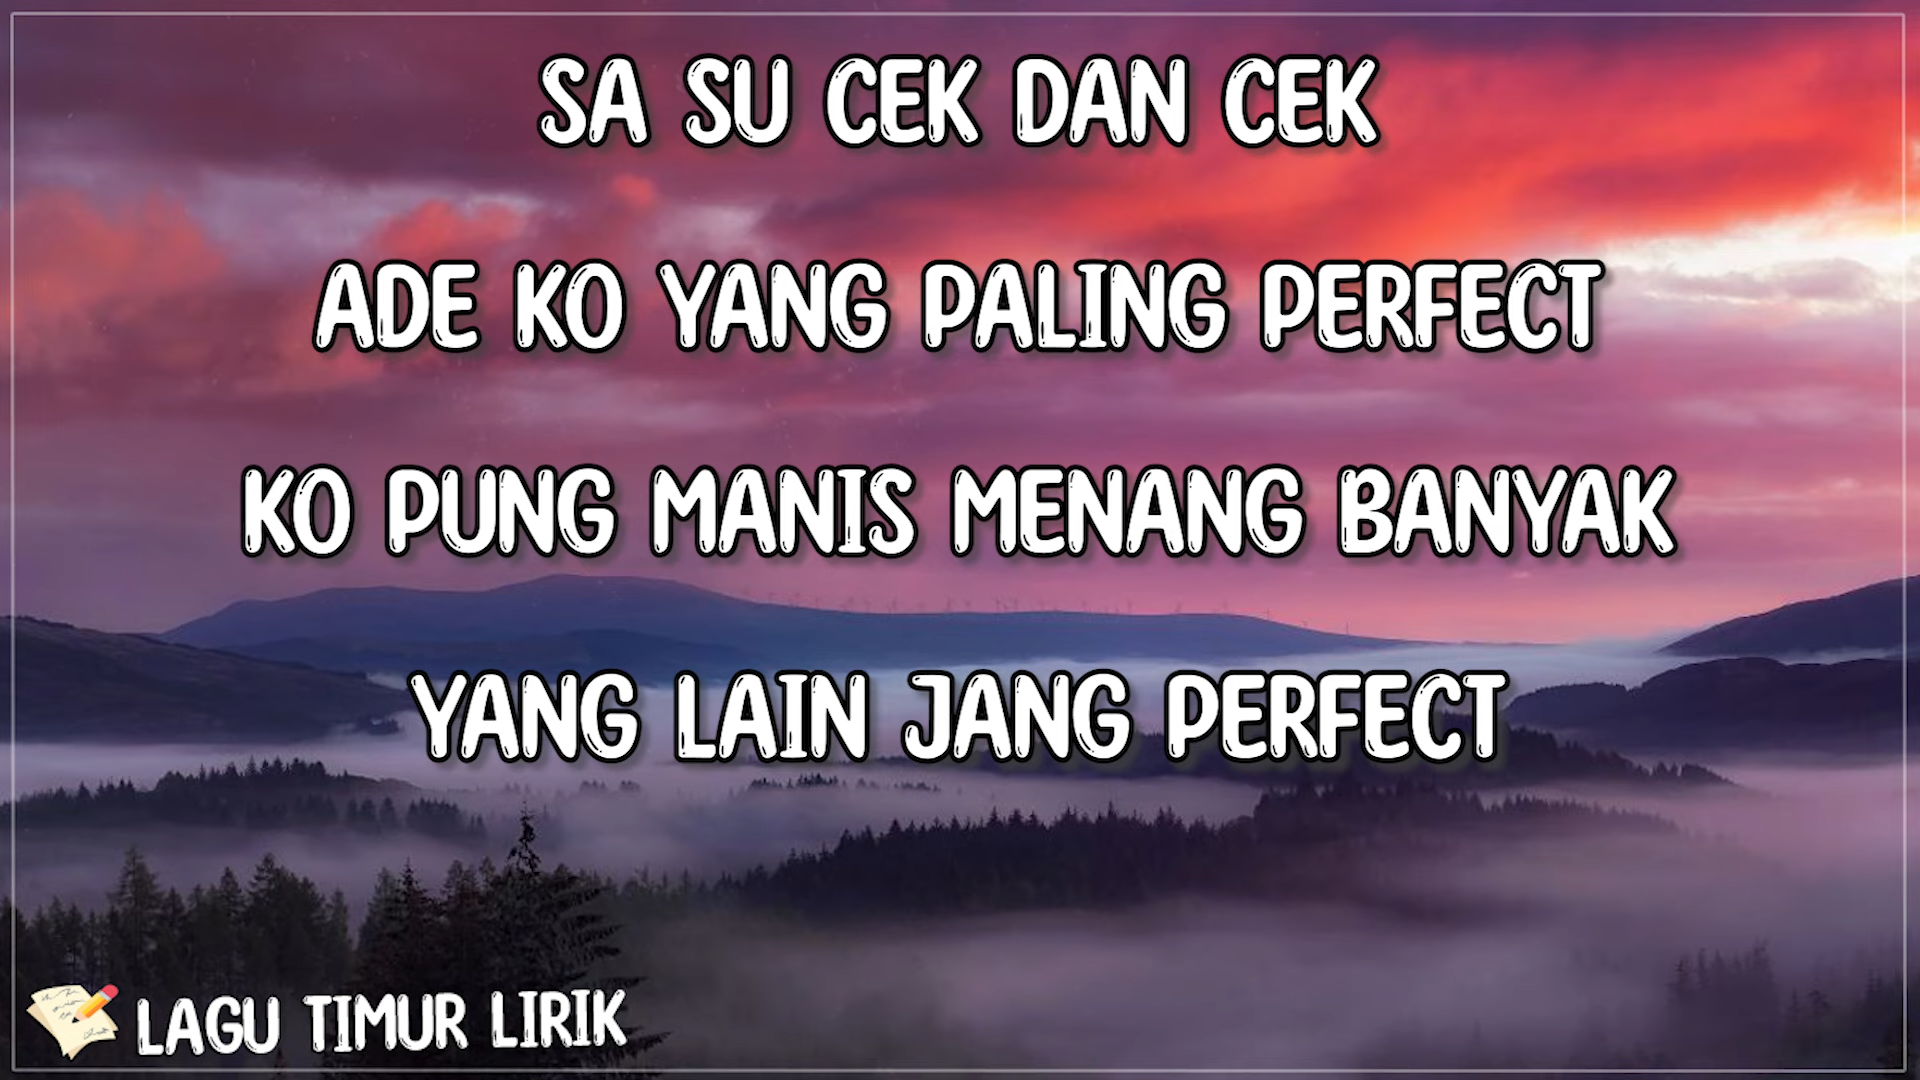 SA SU CEK DAN CEK
ADE KO YANG PALING PERFECT
KO PUNG MANIS MENANG BANYAK
YANG LAIN JANG PERFECT
LAGU TIMUR LIRIK